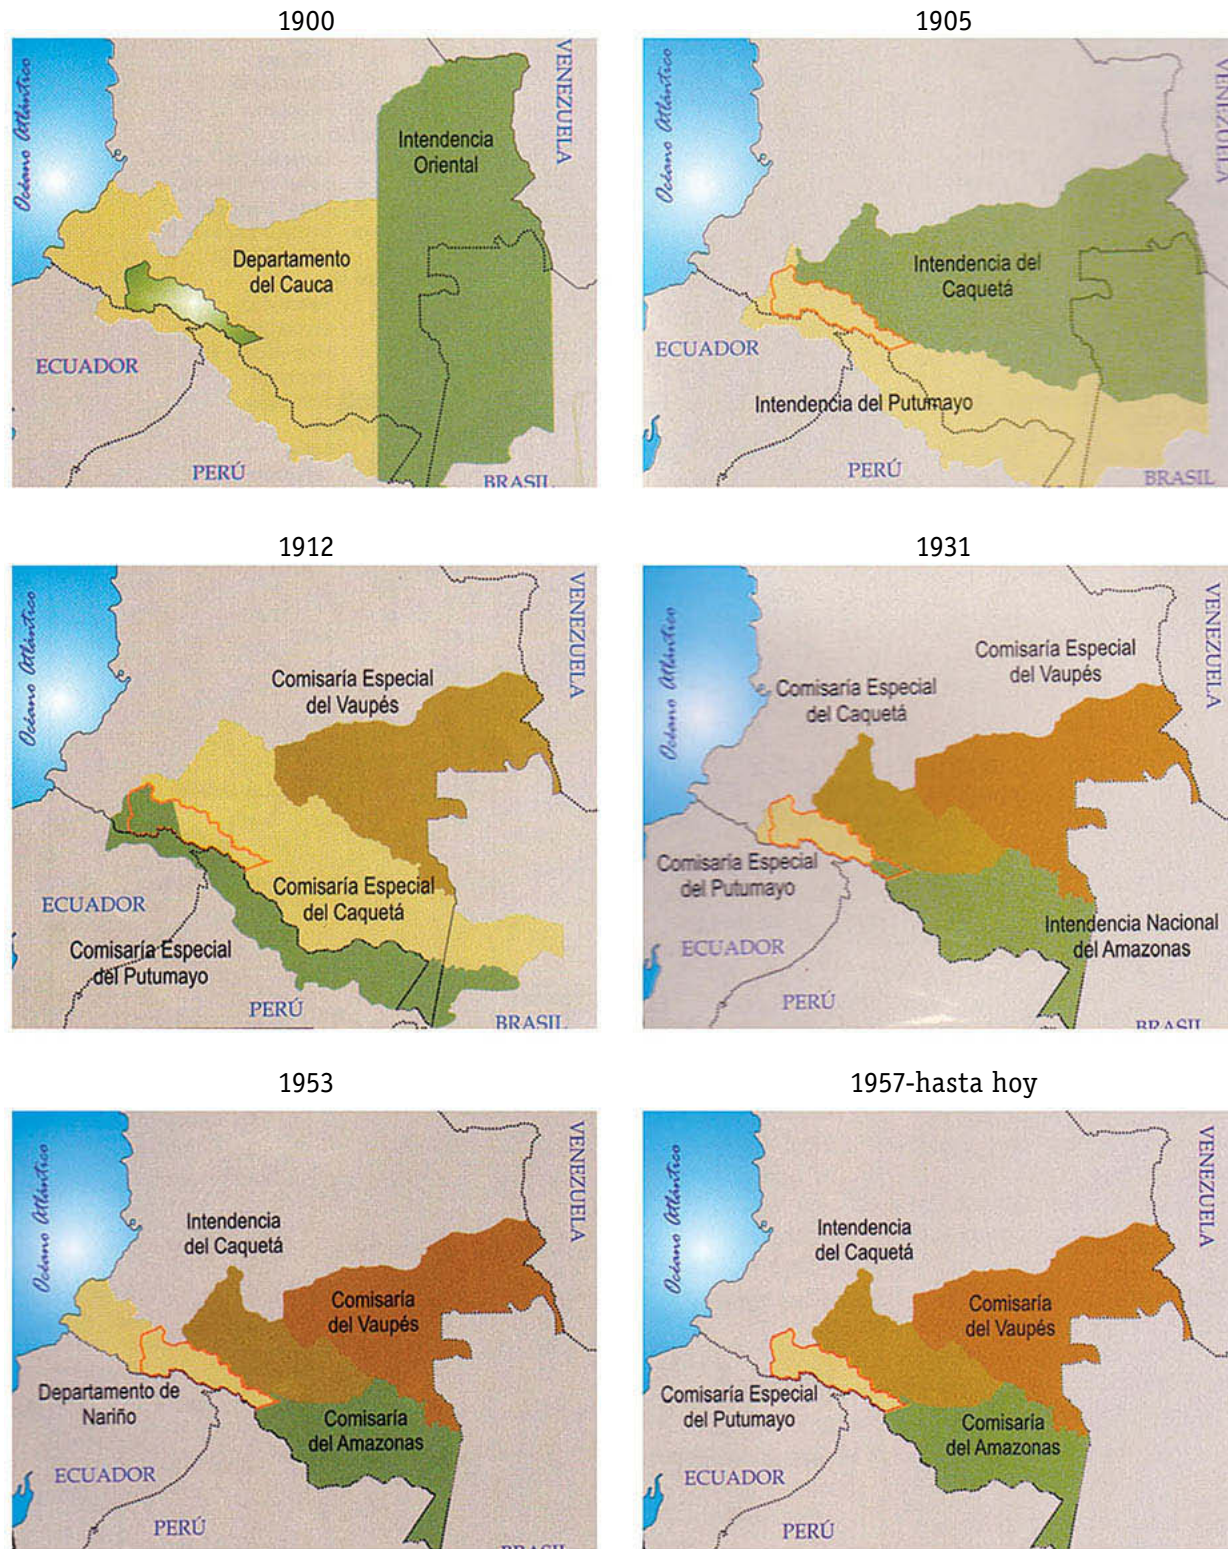 1900
Océano Atlántico
VENEZUELA
Intendencia
Oriental
Departamento
del Cauca
ECUADOR
PERÚ
BRASIL
1905
Océano Atlántico
VENEZUELA
Intendencia del
Caquetá
ECUADOR
Intendencia del Putumayo
PERÚ
BRASIL
1912
Océano Atlántico
VENEZUELA
Comisaría Especial
del Vaupés
Comisaría Especial
del Caquetá
ECUADOR
Comisaría Especial
del Putumayo
PERÚ
BRASIL
1931
Océano Atlántico
VENEZUELA
Comisaría Especial
del Vaupés
Comisaría Especial
del Caquetá
Comisaría Especial
del Putumayo
Intendencia Nacional
del Amazonas
ECUADOR
PERÚ
BRASIL
1953
Océano Atlántico
VENEZUELA
Intendencia
del Caquetá
Comisaría
del Vaupés
Departamento de
Nariño
Comisaría
del Amazonas
ECUADOR
PERÚ
BRASIL
1957-hasta hoy
Océano Atlántico
VENEZUELA
Intendencia
del Caquetá
Comisaría
del Vaupés
Comisaría Especial
del Putumayo
Comisaría
del Amazonas
ECUADOR
PERÚ